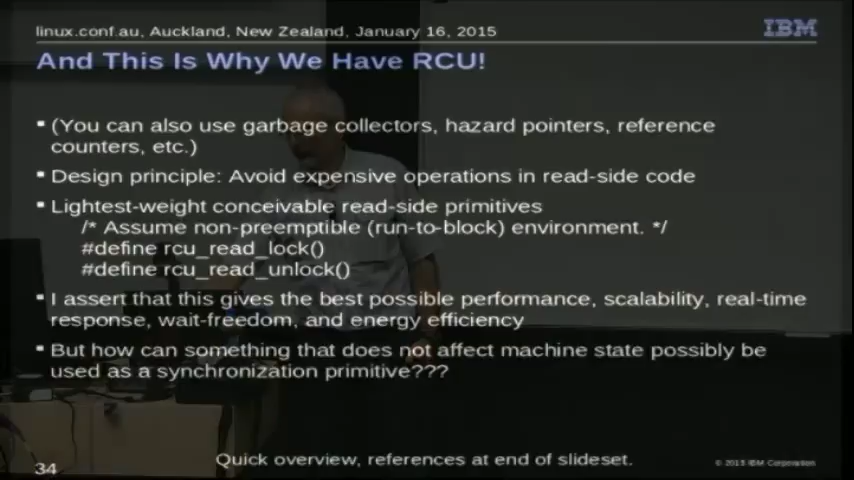 linux.conf.au, Auckland, New Zealand, January 16, 2015
IBM
And This Is Why We Have RCU!
(You can also use garbage collectors, hazard pointers, reference
counters, etc.)
Design principle: Avoid expensive operations in read-side code
Lightest-weight conceivable read-side primitives
/* Assume non-preemptible (run-to-block) environment. */
#define rcu_read_lock()
#define rcu_read_unlock()
I assert that this gives the best possible performance, scalability, real-time
response, wait-freedom, and energy efficiency
But how can something that does not affect machine state possibly be
used as a synchronization primitive???
34
Quick overview, references at end of slideset.
© 2015 IBM Corporation